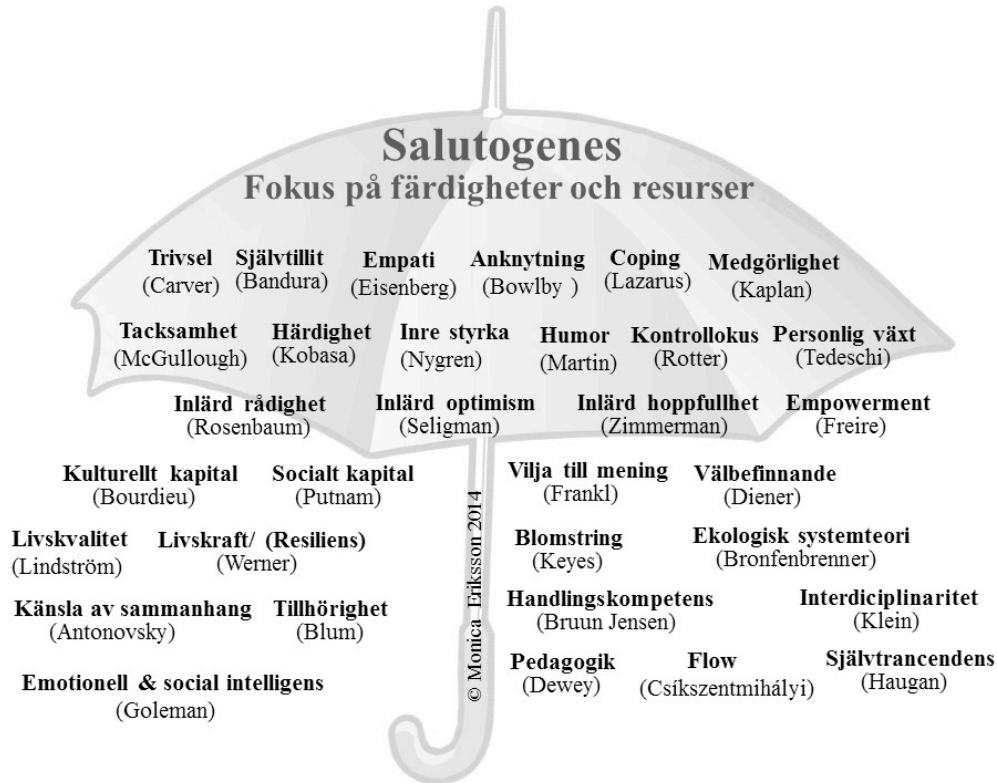 Salutogenes
Fokus på färdigheter och resurser
Trivsel Självtillit Empati Anknytning Coping Medgörlighet
(Carver) (Bandura) (Eisenberg) (Bowlby ) (Lazarus) (Kaplan)
Tacksamhet Härdighet Inre styrka Humor Kontrollokus Personlig växt
(McGullough) (Kobasa) (Nygren) (Martin) (Rotter) (Tedeschi)
Inlärd rådighet Inlärd optimism Inlärd hoppfullhet Empowerment
(Rosenbaum) (Seligman) (Zimmerman) (Freire)
Kulturellt kapital Socialt kapital Vilja till mening Välbefinnande
(Bourdieu) (Putnam) (Frankl) (Diener)
Livskvalitet Livskraft/ (Resiliens) Blomstring Ekologisk systemteori
(Lindström) (Werner) (Keyes) (Bronfenbrenner)
Känsla av sammanhang Tillhörighet Handlingskompetens Interdiciplinaritet
(Antonovsky) (Blum) (Bruun Jensen) (Klein)
Emotionell & social intelligens Pedagogik Flow Självtrancendens
(Goleman) (Dewey) (Csíkszentmihályi) (Haugan)
© Monica Eriksson 2014